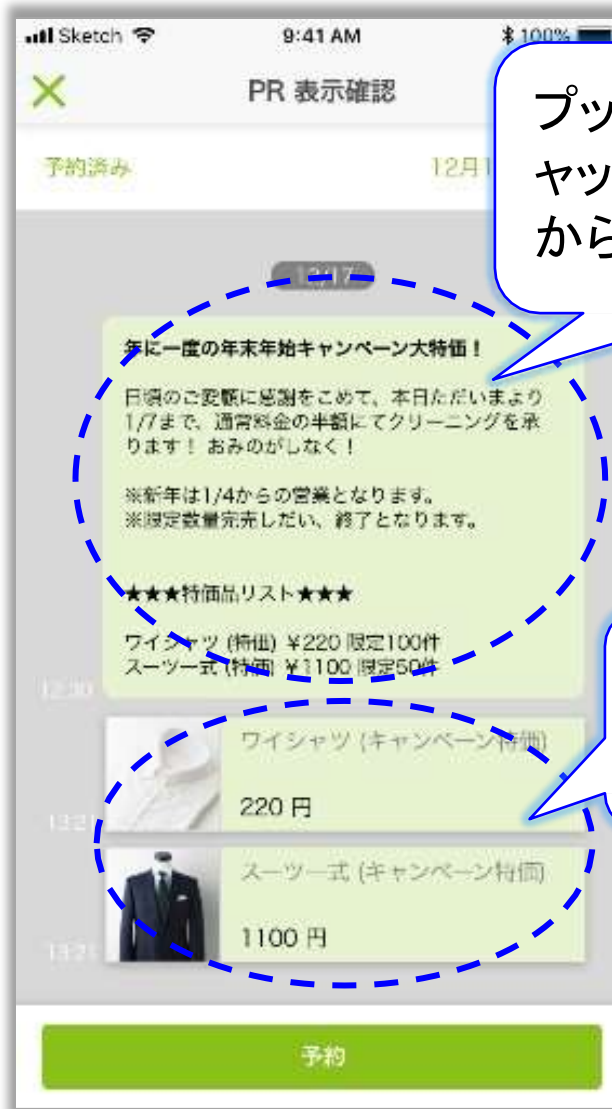 Sketch 9:41 AM 100%
PR 表示確認
予約済み 12月1
プッ
ヤッ
から
12/17
年に一度の年末年始キャンペーン大特価！
日頃のご愛顧に感謝をこめて、本日ただいまより
1/7まで、通常料金の半額にてクリーニングを承
ります！ おみのがしなく！
※新年は1/4からの営業となります。
※限定数量完売しだい、終了となります。
★★★特価品リスト★★★
ワイシャツ (特価) ￥220 限定100件
スーツ一式 (特価) ￥1100 限定50件
12:30
ワイシャツ (キャンペーン特価)
220 円
13:21
スーツ一式 (キャンペーン特価)
1100 円
13:21
予約